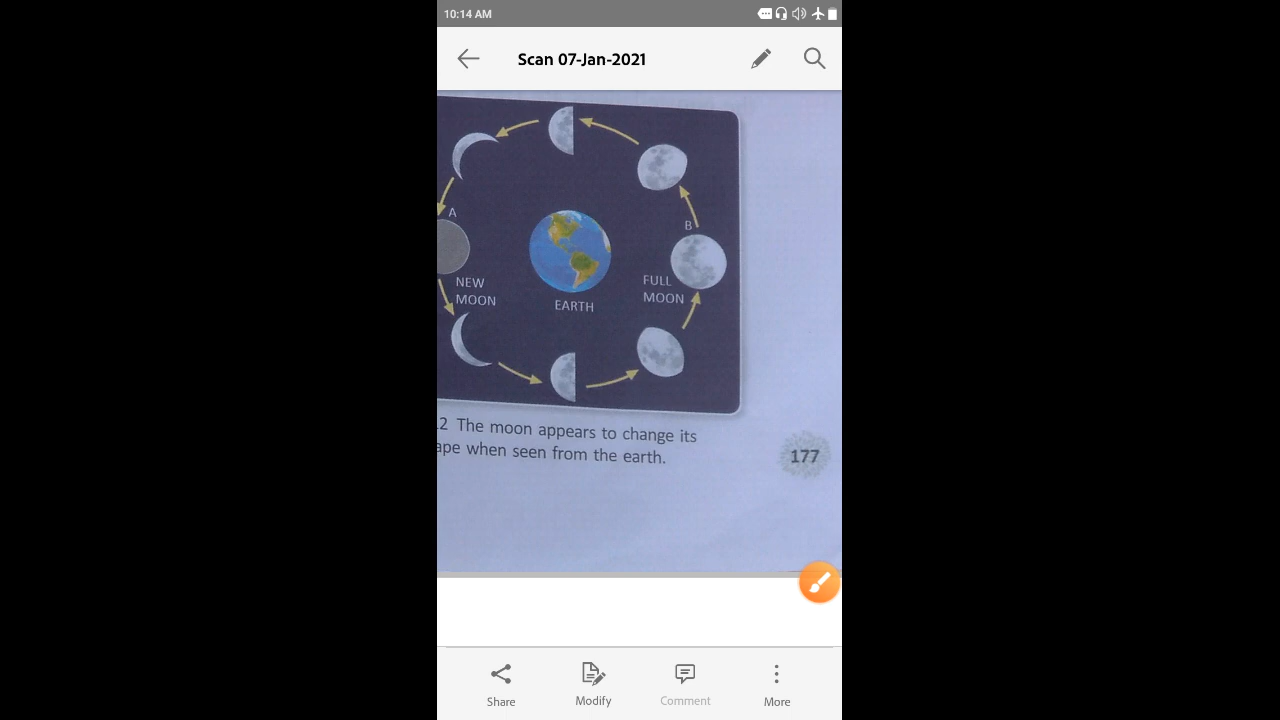 10:14 AM
Scan 07-Jan-2021
A
B
NEW
MOON
EARTH
FULL
MOON
.2 The moon appears to change its
ape when seen from the earth.
177
Share
Modify
Comment
More